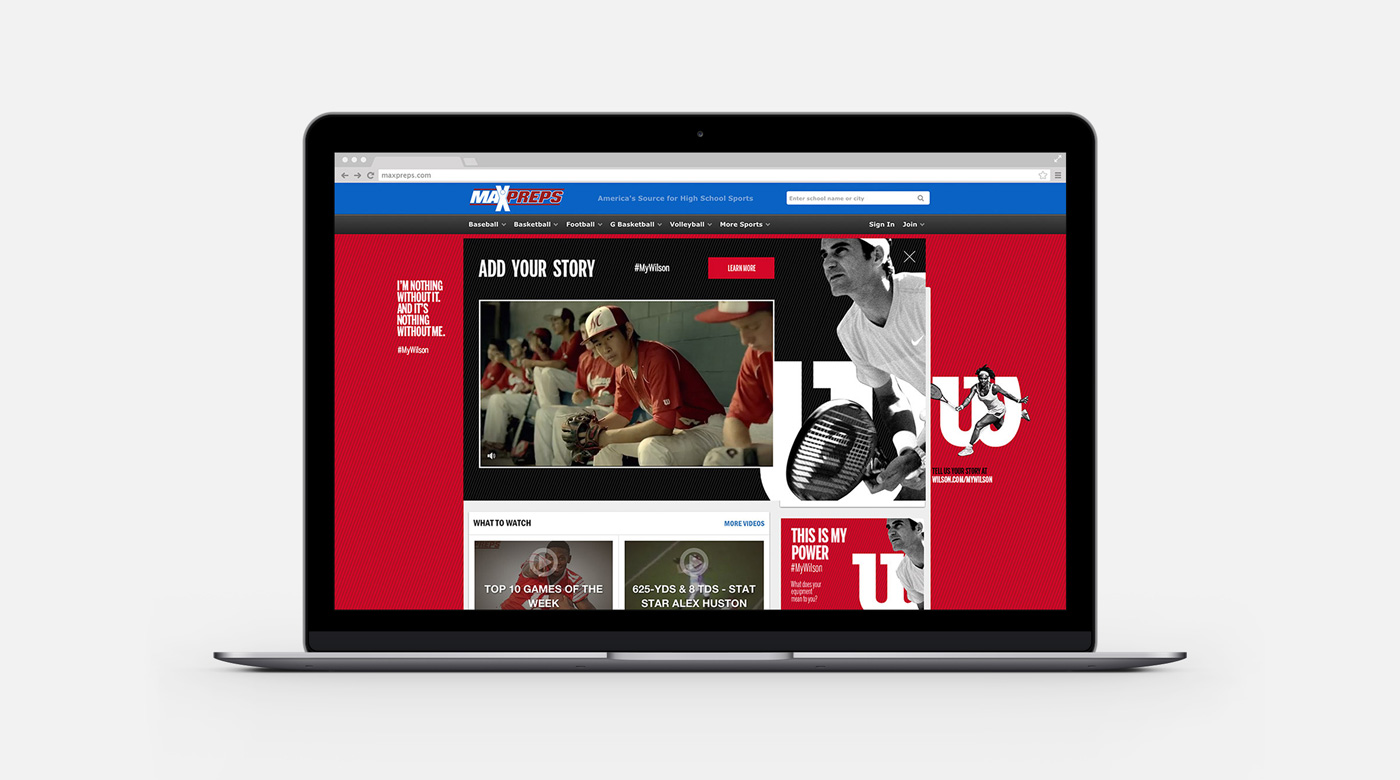 maxpreps.com
MAXPREPS
America's Source for High School Sports
Enter school name or city
Baseball Basketball Football G Basketball Volleyball More Sports Sign In Join
ADD YOUR STORY
#MyWilson
LEARN MORE
I'M NOTHING
WITHOUT IT.
AND IT'S
NOTHING
WITHOUT ME.
#MyWilson
W
W
TELL US YOUR STORY AT
WILSON.COM/MYWILSON
WHAT TO WATCH
MORE VIDEOS
TOP 10 GAMES OF THE
WEEK
625-YDS & 8 TDS - STAT
STAR ALEX HUSTON
THIS IS MY
POWER
#MyWilson
What does your
equipment
mean to you?
W